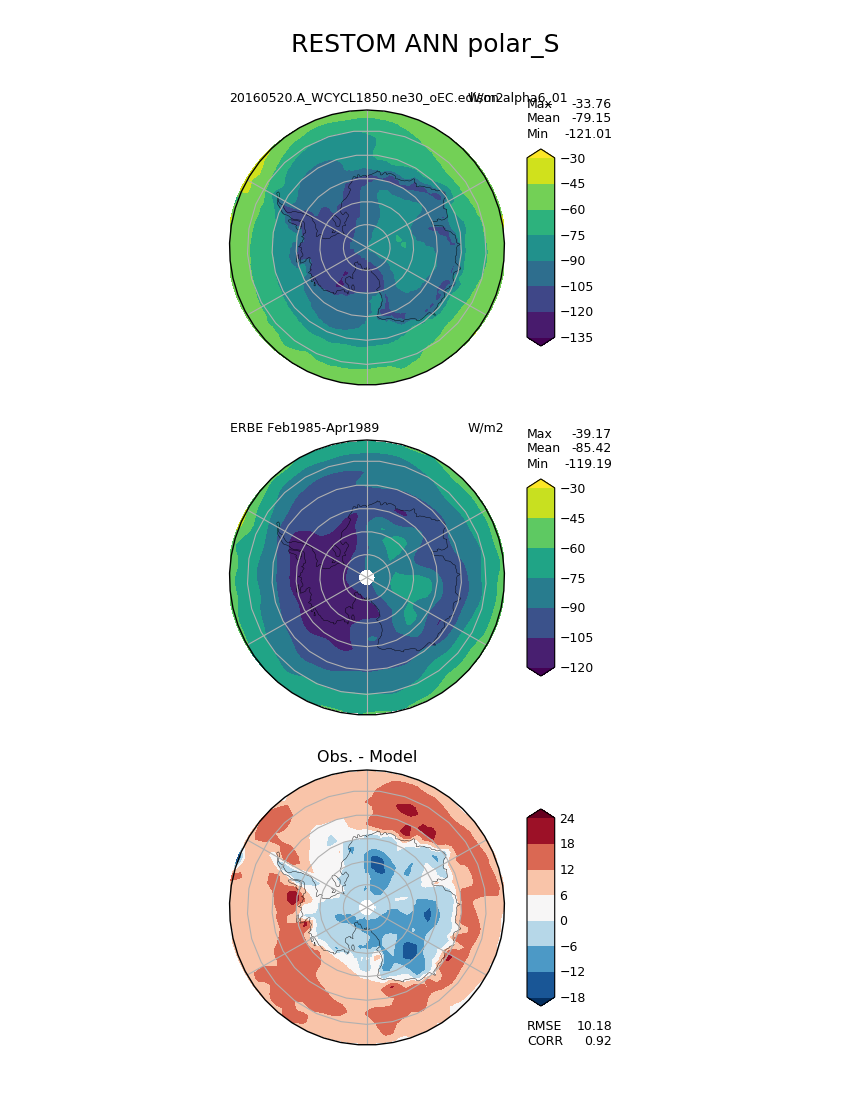 RESTOM ANN polar_S
20160520.A_WCYCL1850.ne30_oEC.edison.alpha6_01
W/m2
Max -33.76
Mean -79.15
Min -121.01
−30
−45
−60
−75
−90
−105
−120
−135
ERBE Feb1985-Apr1989 W/m2
Max -39.17
Mean -85.42
Min -119.19
−30
−45
−60
−75
−90
−105
−120
Obs. - Model
24
18
12
6
0
−6
−12
−18
RMSE 10.18
CORR 0.92